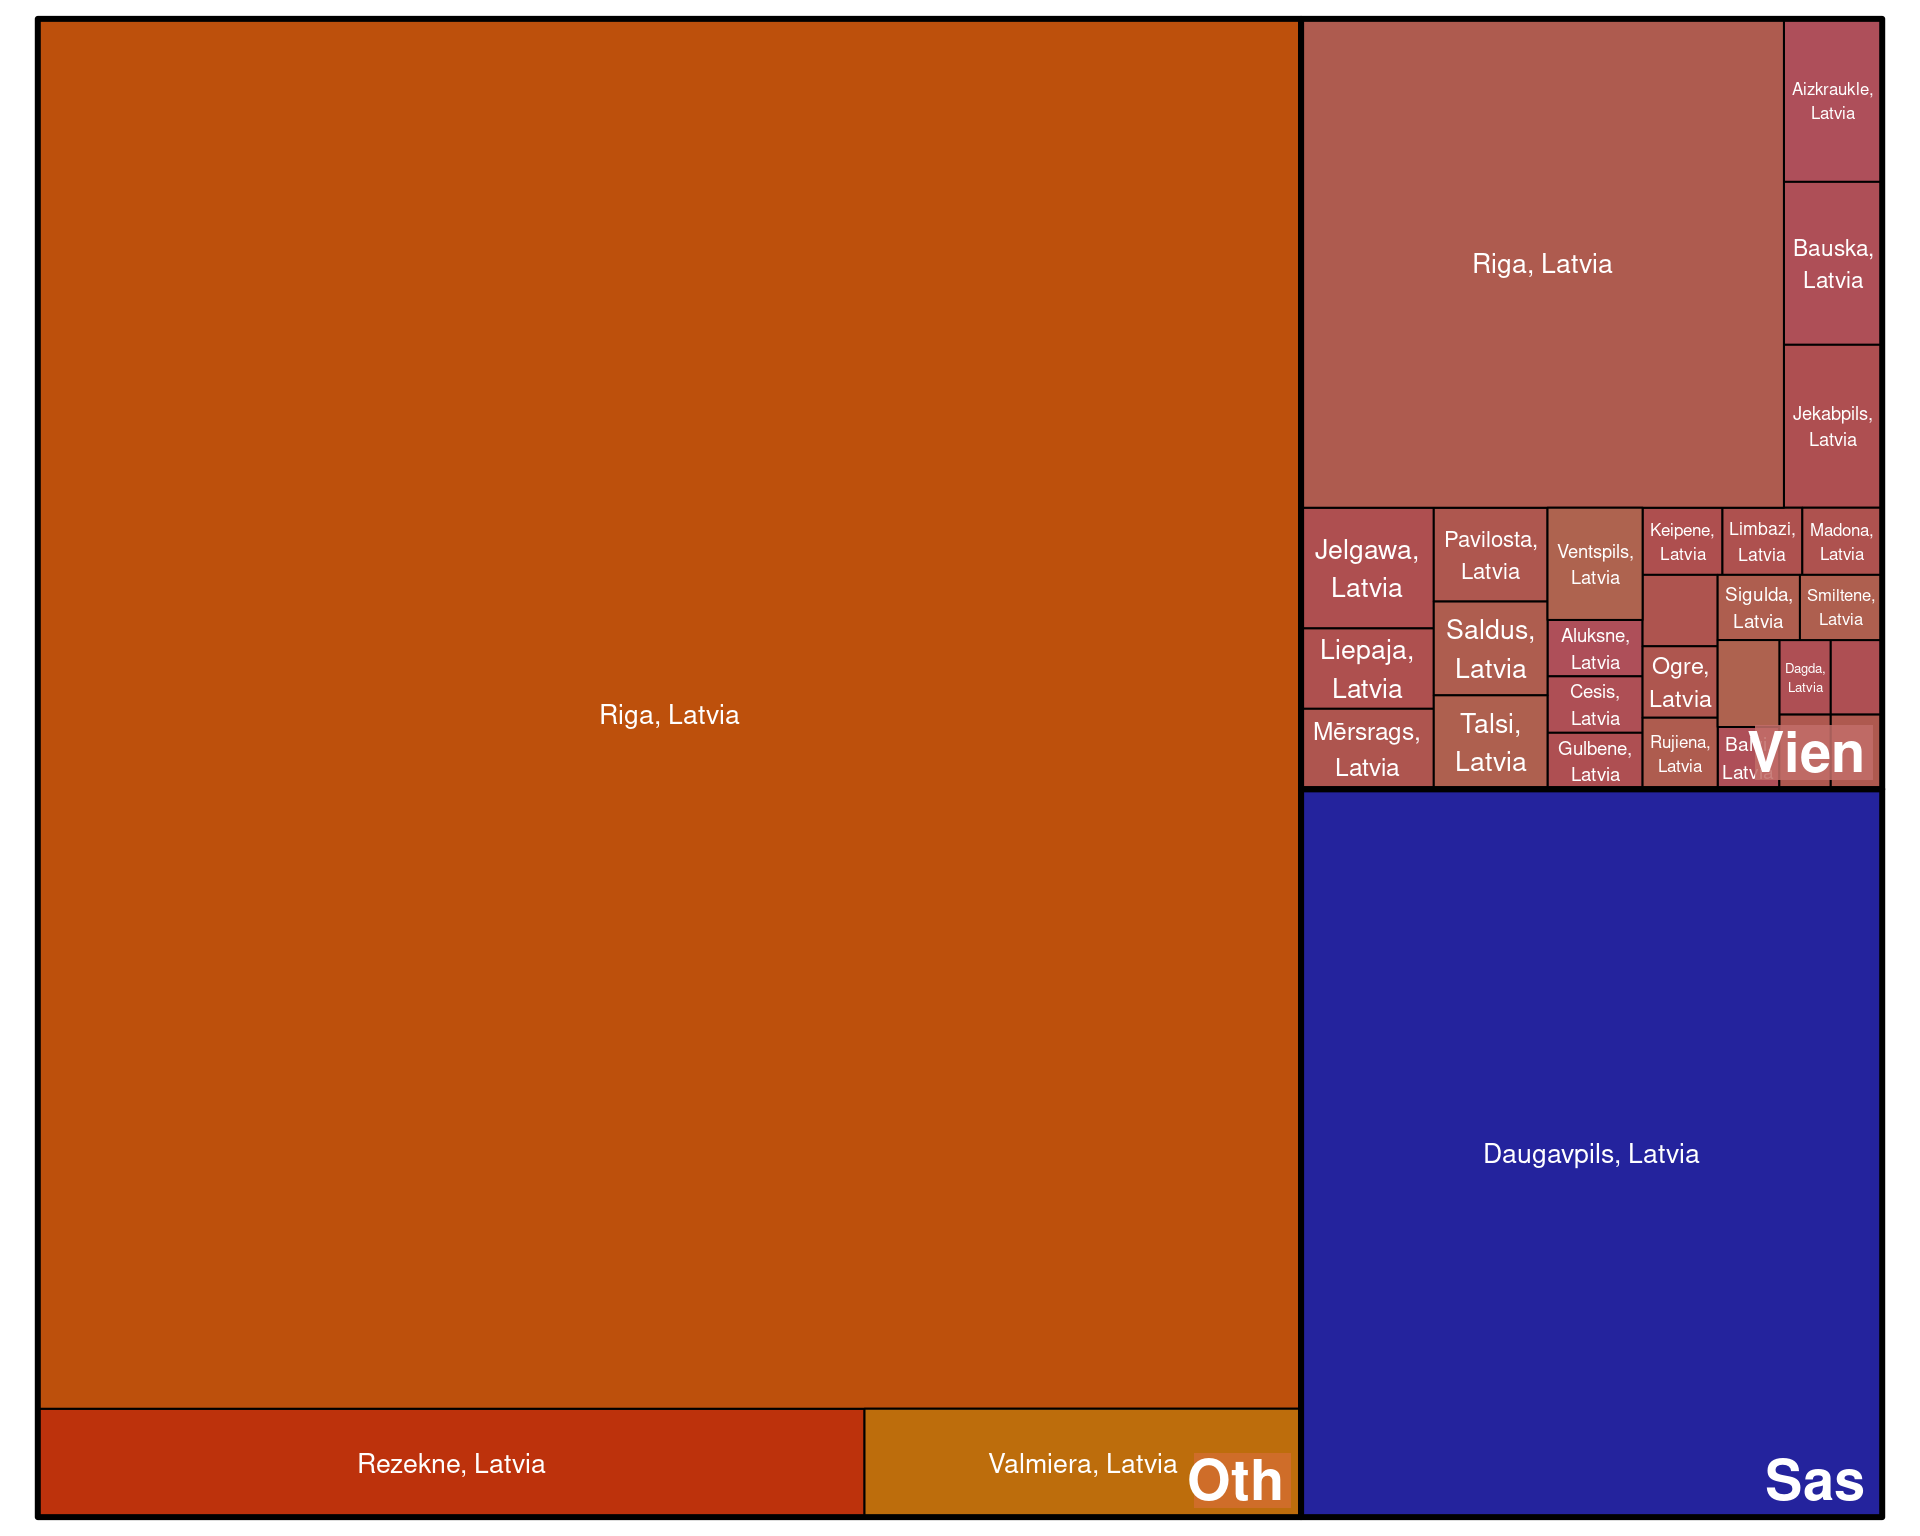 Riga, Latvia
Rezekne, Latvia
Valmiera, Latvia
Oth
Riga, Latvia
Aizkraukle,
Latvia
Bauska,
Latvia
Jekabpils,
Latvia
Jelgawa,
Latvia
Liepaja,
Latvia
Mērsrags,
Latvia
Pavilosta,
Latvia
Saldus,
Latvia
Talsi,
Latvia
Ventspils,
Latvia
Aluksne,
Latvia
Cesis,
Latvia
Gulbene,
Latvia
Keipene,
Latvia
Limbazi,
Latvia
Madona,
Latvia
Ogre,
Latvia
Rujiena,
Latvia
Sigulda,
Latvia
Smiltene,
Latvia
Dagda,
Latvia
Latvia
Vien
Daugavpils, Latvia
Sas